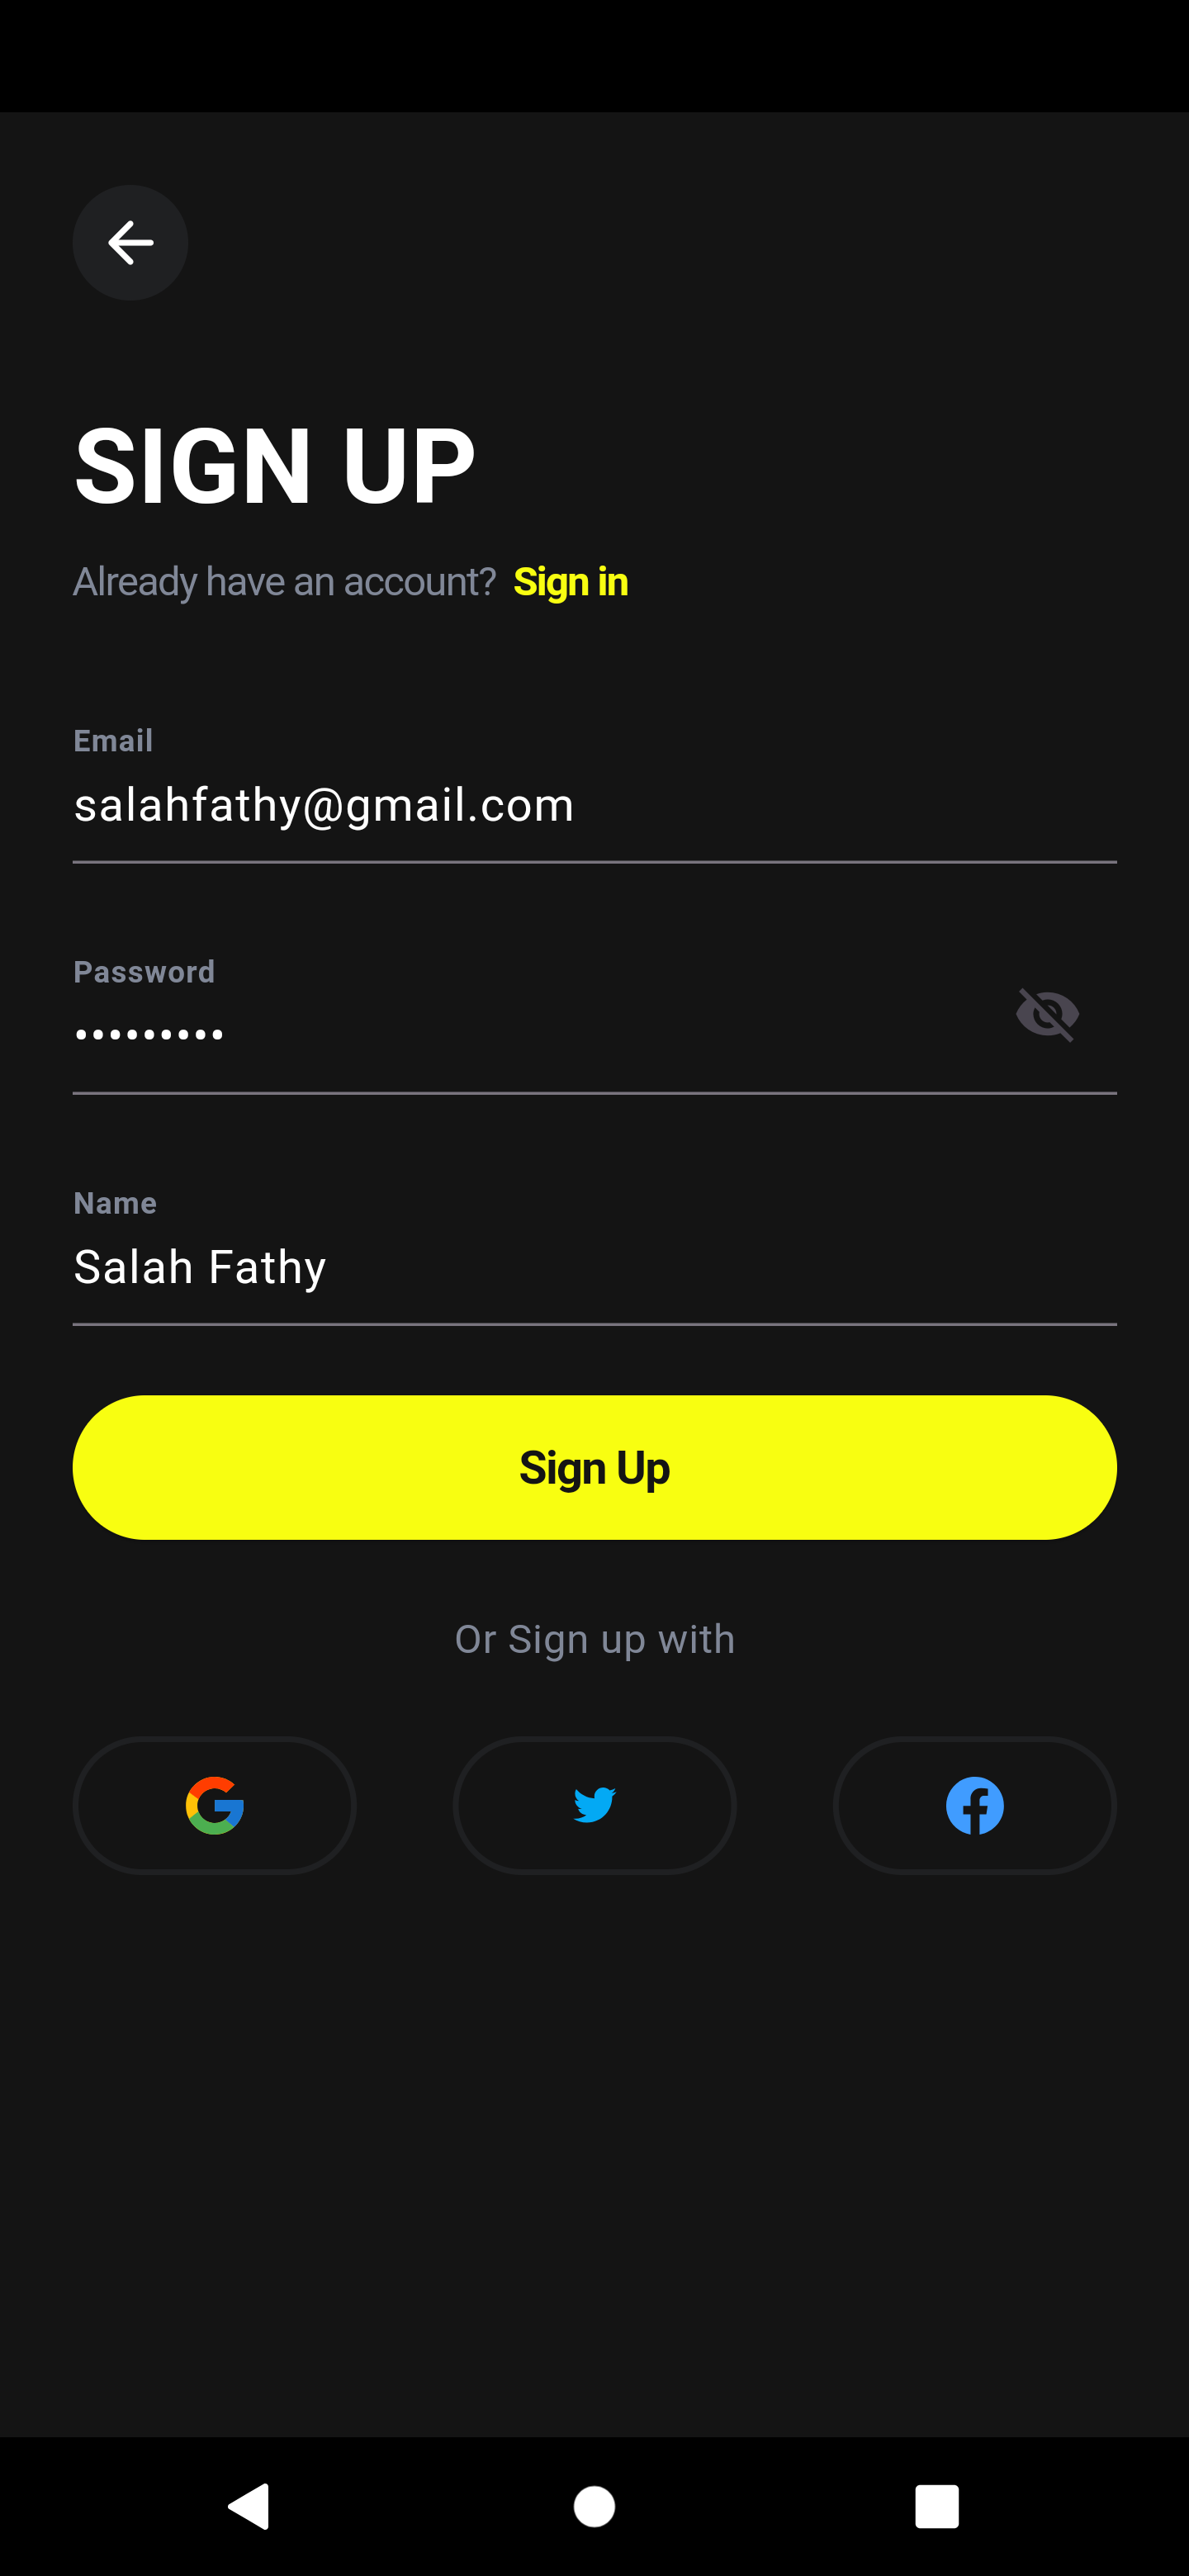 SIGN UP
Already have an account? Sign in
Email
salahfathy@gmail.com
Password
•••••••••
Name
Salah Fathy
Sign Up
Or Sign up with